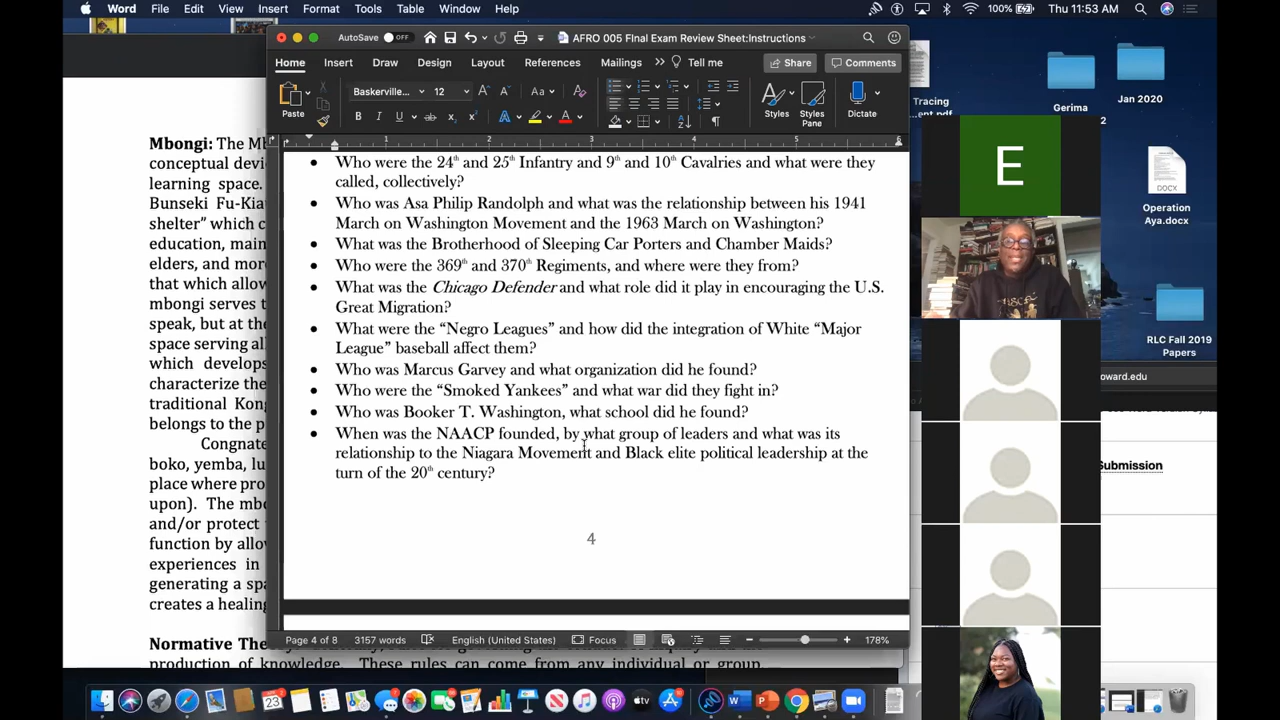 Word File Edit View Insert Format Tools Table Window Help 100% Thu 11:53 AM
AutoSave OFF AFRO 005 FInal Exam Review Sheet:Instructions
Home Insert Draw Design Layout References Mailings Tell me Share Comments
Paste Baskerville... 12 Aa Styles Styles Pane Dictate
B I U ab x x A A
1 3 5 6
• Who were the 24th and 25th Infantry and 9th and 10th Cavalries and what were they
called, collectively?
• Who was Asa Philip Randolph and what was the relationship between his 1941
March on Washington Movement and the 1963 March on Washington?
• What was the Brotherhood of Sleeping Car Porters and Chamber Maids?
• Who were the 369th and 370th Regiments, and where were they from?
• What was the Chicago Defender and what role did it play in encouraging the U.S.
Great Migration?
• What were the “Negro Leagues” and how did the integration of White “Major
League” baseball affect them?
• Who was Marcus Garvey and what organization did he found?
• Who were the “Smoked Yankees” and what war did they fight in?
• Who was Booker T. Washington, what school did he found?
• When was the NAACP founded, by what group of leaders and what was its
relationship to the Niagara Movement and Black elite political leadership at the
turn of the 20th century?
4
Page 4 of 8 3157 words English (United States) Focus 178%
Mbongi: The Mb
conceptual devi
learning space.
Bunseki Fu-Kia
shelter” which c
education, main
elders, and more
that which allow
mbongi serves t
speak, but at the
space serving al
which develops
characterize the
traditional Kong
belongs to the p
Congnate
boko, yemba, lu
place where pro
upon). The mbo
and/or protect
function by allow
experiences in
generating a spa
creates a healing
Normative The
production of knowledge. These rules can come from any individual or group.
Tracing
pdf
Gerima
2
Jan 2020
E
DOCX
Operation
Aya.docx
RLC Fall 2019
Papers
oward.edu
Submission
23
tv